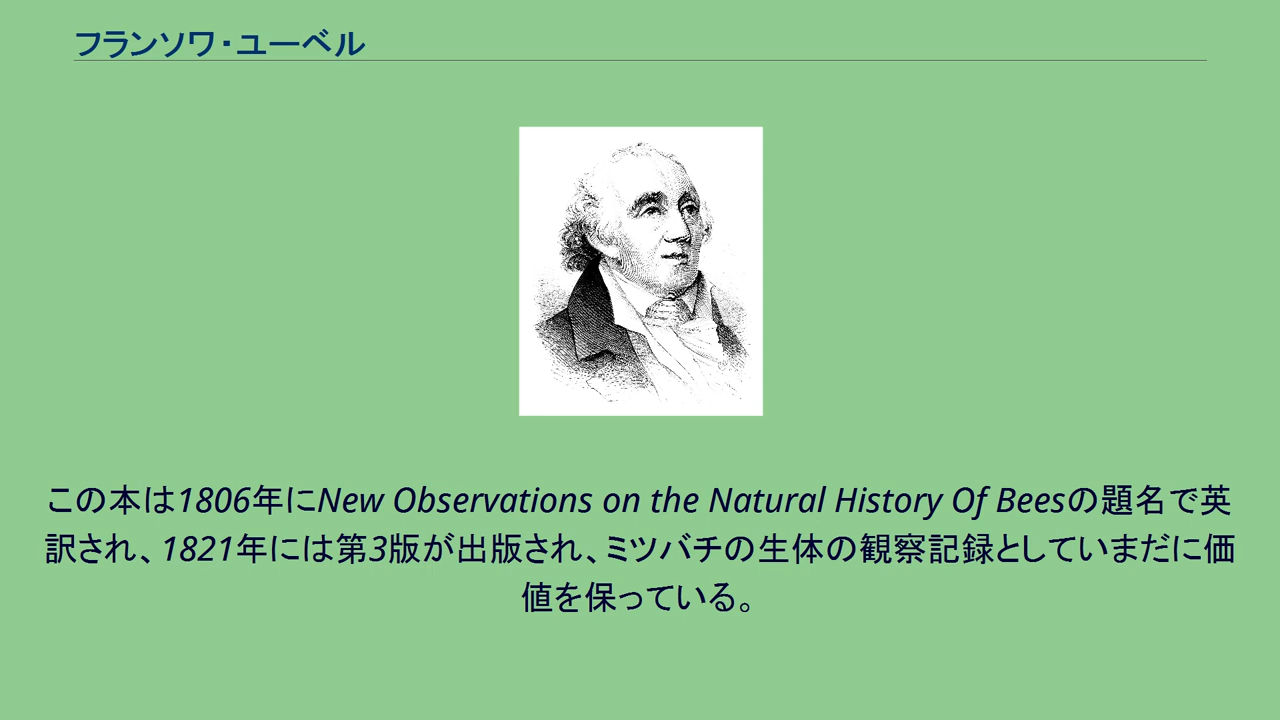 フランソワ・ユーベル
この本は1806年にNew Observations on the Natural History Of Beesの題名で英
訳され、1821年には第3版が出版され、ミツバチの生体の観察記録としていまだに価
値を保っている。